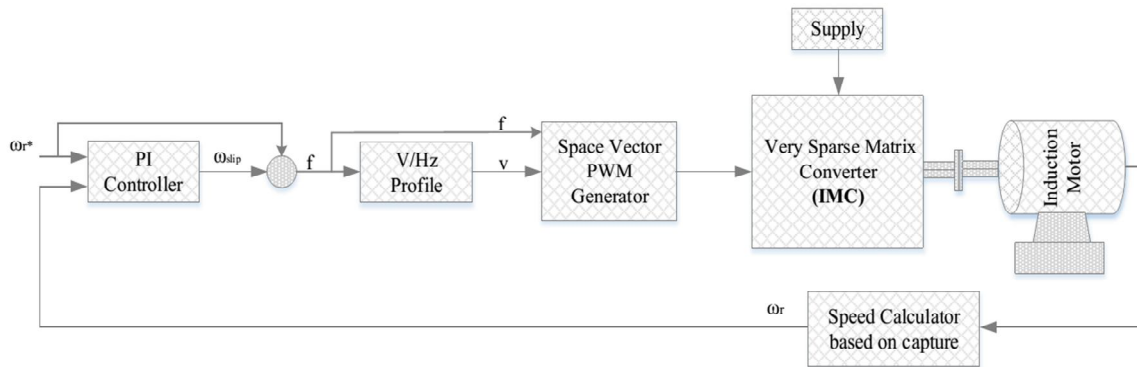 Supply
ωr*
PI
Controller
ωslip
f
V/Hz
Profile
f
v
Space Vector
PWM
Generator
Very Sparse Matrix
Converter
(IMC)
Induction
Motor
ωr
Speed Calculator
based on capture